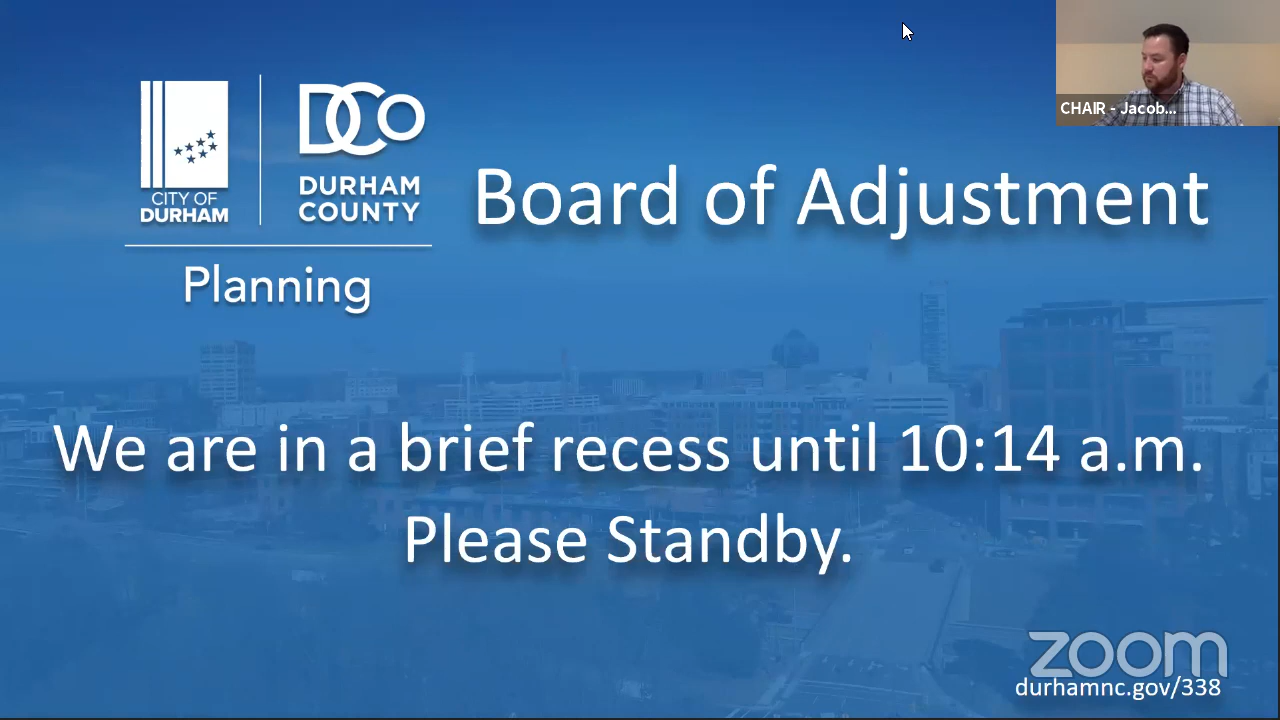 CHAIR - Jacob...
DCO
CITY OF
DURHAM
DURHAM
COUNTY
Planning
Board of Adjustment
We are in a brief recess until 10:14 a.m.
Please Standby.
zoom
durhamnc.gov/338